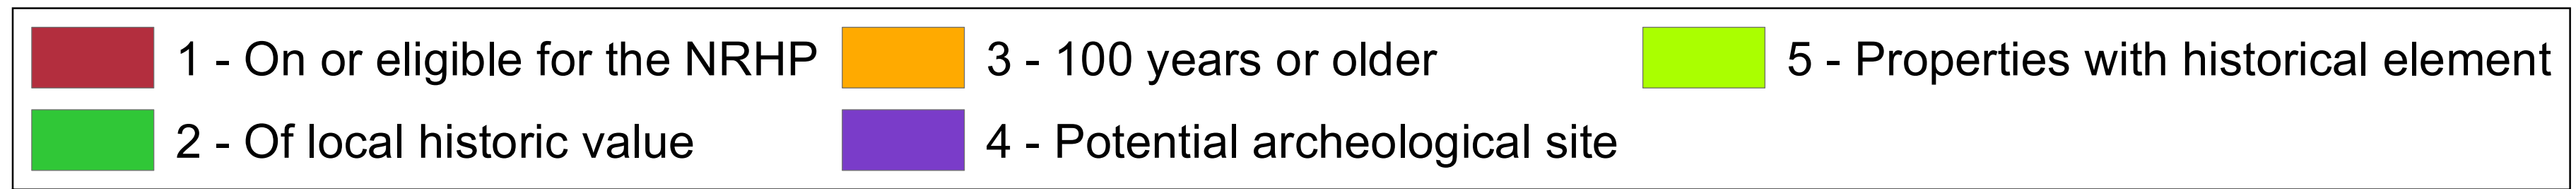 1 - On or eligible for the NRHP
2 - Of local historic value
3 - 100 years or older
4 - Potential archeological site
5 - Properties with historical element